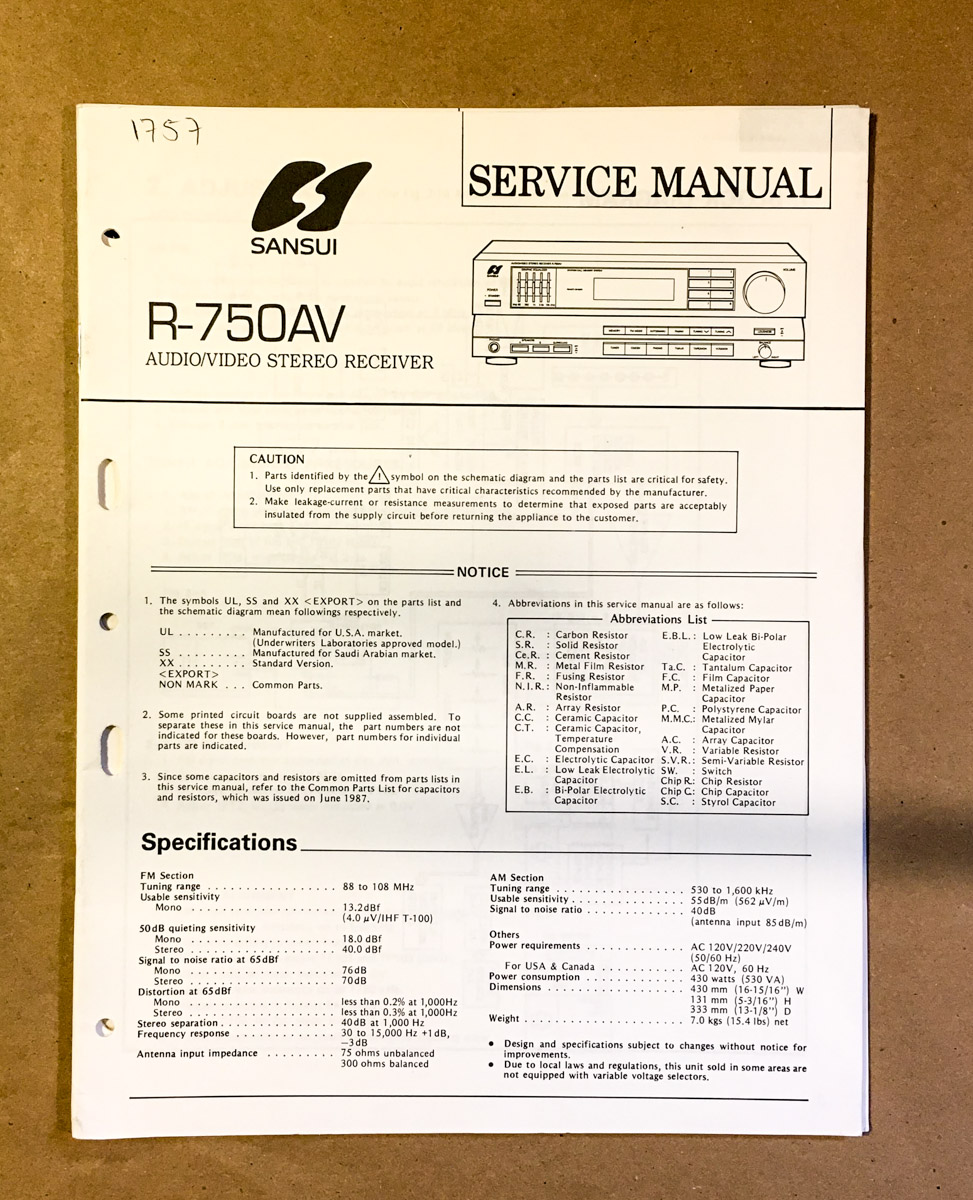 1757
SERVICE MANUAL
SANSUI
R-750AV
AUDIO/VIDEO STEREO RECEIVER
SANSUI
POWER
VOLUME
CAUTION
1. Parts identified by the ! symbol on the schematic diagram and the parts list are critical for safety.
Use only replacement parts that have critical characteristics recommended by the manufacturer.
2. Make leakage-current or resistance measurements to determine that exposed parts are acceptably
insulated from the supply circuit before returning the appliance to the customer.
NOTICE
1. The symbols UL, SS and XX <EXPORT> on the parts list and
the schematic diagram mean followings respectively.
UL . . . . . . . . . Manufactured for U.S.A. market.
(Underwriters Laboratories approved model.)
SS . . . . . . . . . Manufactured for Saudi Arabian market.
XX . . . . . . . . . Standard Version.
<EXPORT>
NON MARK . . . Common Parts.
2. Some printed circuit boards are not supplied assembled. To
separate these in this service manual, the part numbers are not
indicated for these boards. However, part numbers for individual
parts are indicated.
3. Since some capacitors and resistors are omitted from parts lists in
this service manual, refer to the Common Parts List for capacitors
and resistors, which was issued on June 1987.
4. Abbreviations in this service manual are as follows:
Abbreviations List
C.R. : Carbon Resistor
S.R. : Solid Resistor
Ce.R. : Cement Resistor
M.R. : Metal Film Resistor
F.R. : Fusing Resistor
N.I.R.: Non-Inflammable
Resistor
A.R. : Array Resistor
C.C. : Ceramic Capacitor
C.T. : Ceramic Capacitor,
Temperature
Compensation
E.C. : Electrolytic Capacitor
E.L. : Low Leak Electrolytic
Capacitor
E.B. : Bi-Polar Electrolytic
Capacitor
E.B.L.: Low Leak Bi-Polar
Electrolytic
Capacitor
Ta.C. : Tantalum Capacitor
F.C. : Film Capacitor
M.P. : Metalized Paper
Capacitor
P.C. : Polystyrene Capacitor
M.M.C.: Metalized Mylar
Capacitor
A.C. : Array Capacitor
V.R. : Variable Resistor
S.V.R.: Semi-Variable Resistor
SW. : Switch
Chip R.: Chip Resistor
Chip C.: Chip Capacitor
S.C. : Styrol Capacitor
Specifications
FM Section
Tuning range . . . . . . . . . . . . . . . . . 88 to 108 MHz
Usable sensitivity
Mono . . . . . . . . . . . . . . . . . . . 13.2dBf
(4.0 μV/IHF T-100)
50dB quieting sensitivity
Mono . . . . . . . . . . . . . . . . . . . 18.0 dBf
Stereo . . . . . . . . . . . . . . . . . . . 40.0 dBf
Signal to noise ratio at 65dBf
Mono . . . . . . . . . . . . . . . . . . . 76dB
Stereo . . . . . . . . . . . . . . . . . . . 70dB
Distortion at 65dBf
Mono . . . . . . . . . . . . . . . . . . . less than 0.2% at 1,000Hz
Stereo . . . . . . . . . . . . . . . . . . . less than 0.3% at 1,000Hz
Stereo separation . . . . . . . . . . . . . . . 40dB at 1,000 Hz
Frequency response . . . . . . . . . . . . . 30 to 15,000 Hz +1dB,
−3dB
Antenna input impedance . . . . . . . . . 75 ohms unbalanced
300 ohms balanced
AM Section
Tuning range . . . . . . . . . . . . . . . . . 530 to 1,600 kHz
Usable sensitivity . . . . . . . . . . . . . . . 55dB/m (562 μV/m)
Signal to noise ratio . . . . . . . . . . . . . 40dB
(antenna input 85dB/m)
Others
Power requirements . . . . . . . . . . . . . AC 120V/220V/240V
(50/60 Hz)
For USA & Canada . . . . . . . . . . . AC 120V, 60 Hz
Power consumption . . . . . . . . . . . . . 430 watts (530 VA)
Dimensions . . . . . . . . . . . . . . . . . . 430 mm (16-15/16") W
131 mm (5-3/16") H
333 mm (13-1/8") D
Weight . . . . . . . . . . . . . . . . . . . . . 7.0 kgs (15.4 lbs) net
• Design and specifications subject to changes without notice for
improvements.
• Due to local laws and regulations, this unit sold in some areas are
not equipped with variable voltage selectors.